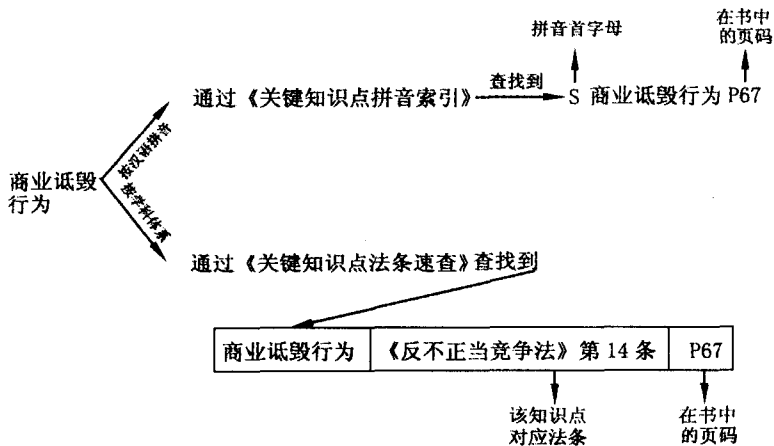 拼音首字母
在书中
的页码
通过《关键知识点拼音索引》
查找到
S 商业诋毁行为 P67
按汉语拼音
商业诋毁
行为
按学科体系
通过《关键知识点法条速查》查找到
商业诋毁行为 《反不正当竞争法》第 14 条 P67
该知识点
对应法条
在书中
的页码